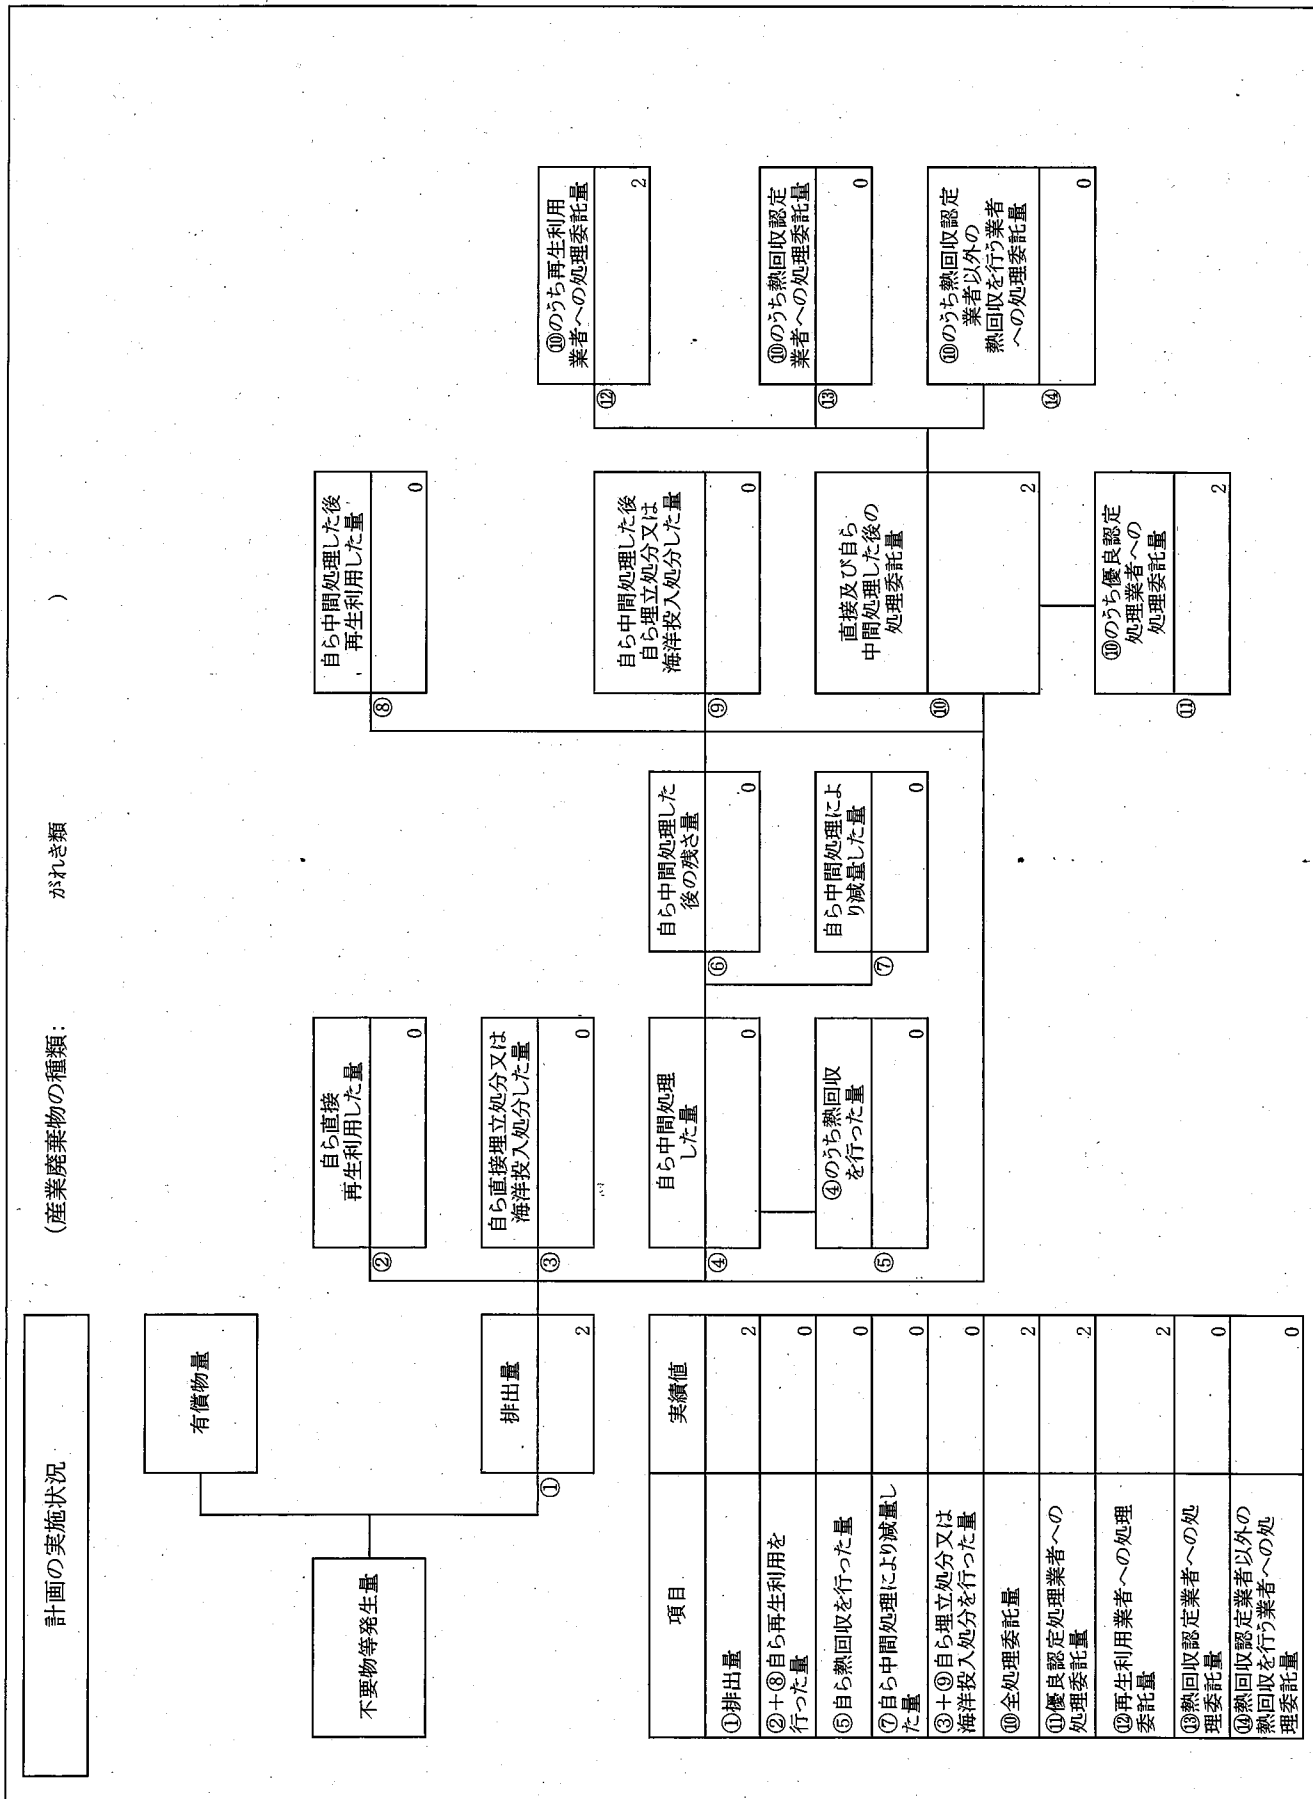 計画の実施状況
(産業廃棄物の種類: がれき類 )
不要物等発生量
有償物量
①
排出量
2
②
自ら直接
再生利用した量
0
③
自ら直接埋立処分又は
海洋投入処分した量
0
④
自ら中間処理
した量
0
⑤
④のうち熱回収
を行った量
0
⑥
自ら中間処理した
後の残さ量
0
⑦
自ら中間処理によ
り減量した量
0
⑧
自ら中間処理した後
再生利用した量
0
⑨
自ら中間処理した後
自ら埋立処分又は
海洋投入処分した量
0
⑩
直接及び自ら
中間処理した後の
処理委託量
2
⑪
⑩のうち優良認定
処理業者への
処理委託量
2
⑫
⑩のうち再生利用
業者への処理委託量
2
⑬
⑩のうち熱回収認定
業者への処理委託量
0
⑭
⑩のうち熱回収認定
業者以外の
熱回収を行う業者
への処理委託量
0
項目 実績値
①排出量 2
②+⑧自ら再生利用を
行った量 0
⑤自ら熱回収を行った量 0
⑦自ら中間処理により減量し
た量 0
③+⑨自ら埋立処分又は
海洋投入処分を行った量 0
⑩全処理委託量 2
⑪優良認定処理業者への
処理委託量 2
⑫再生利用業者への処理
委託量 2
⑬熱回収認定業者への処
理委託量 0
⑭熱回収認定業者以外の
熱回収を行う業者への処
理委託量 0